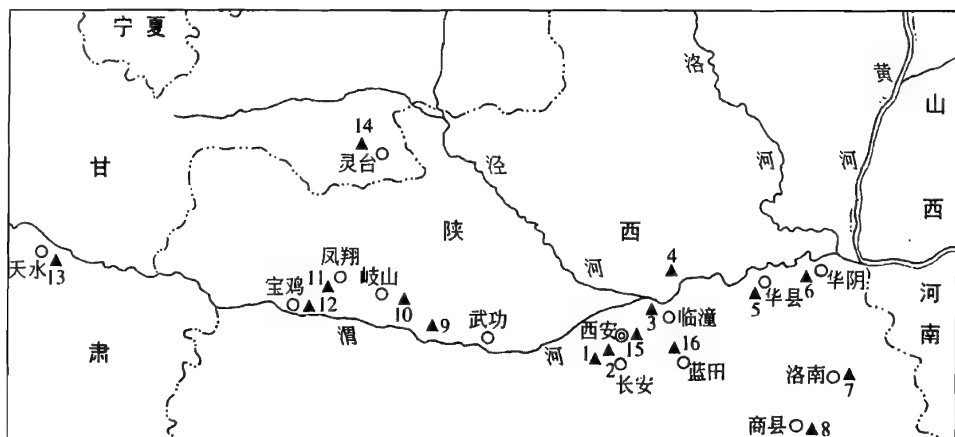 宁夏
洛
黄
山
14
灵台
甘
泾
河
河
陕
西
西
天水
13
凤翔
11
岐山
宝鸡
12
10
9
渭
武功
河
河
4
3
临潼
西安
15
1
2
长安
16
蓝田
5
华县
6
华阴
河
南
洛南
7
商县
8
肃